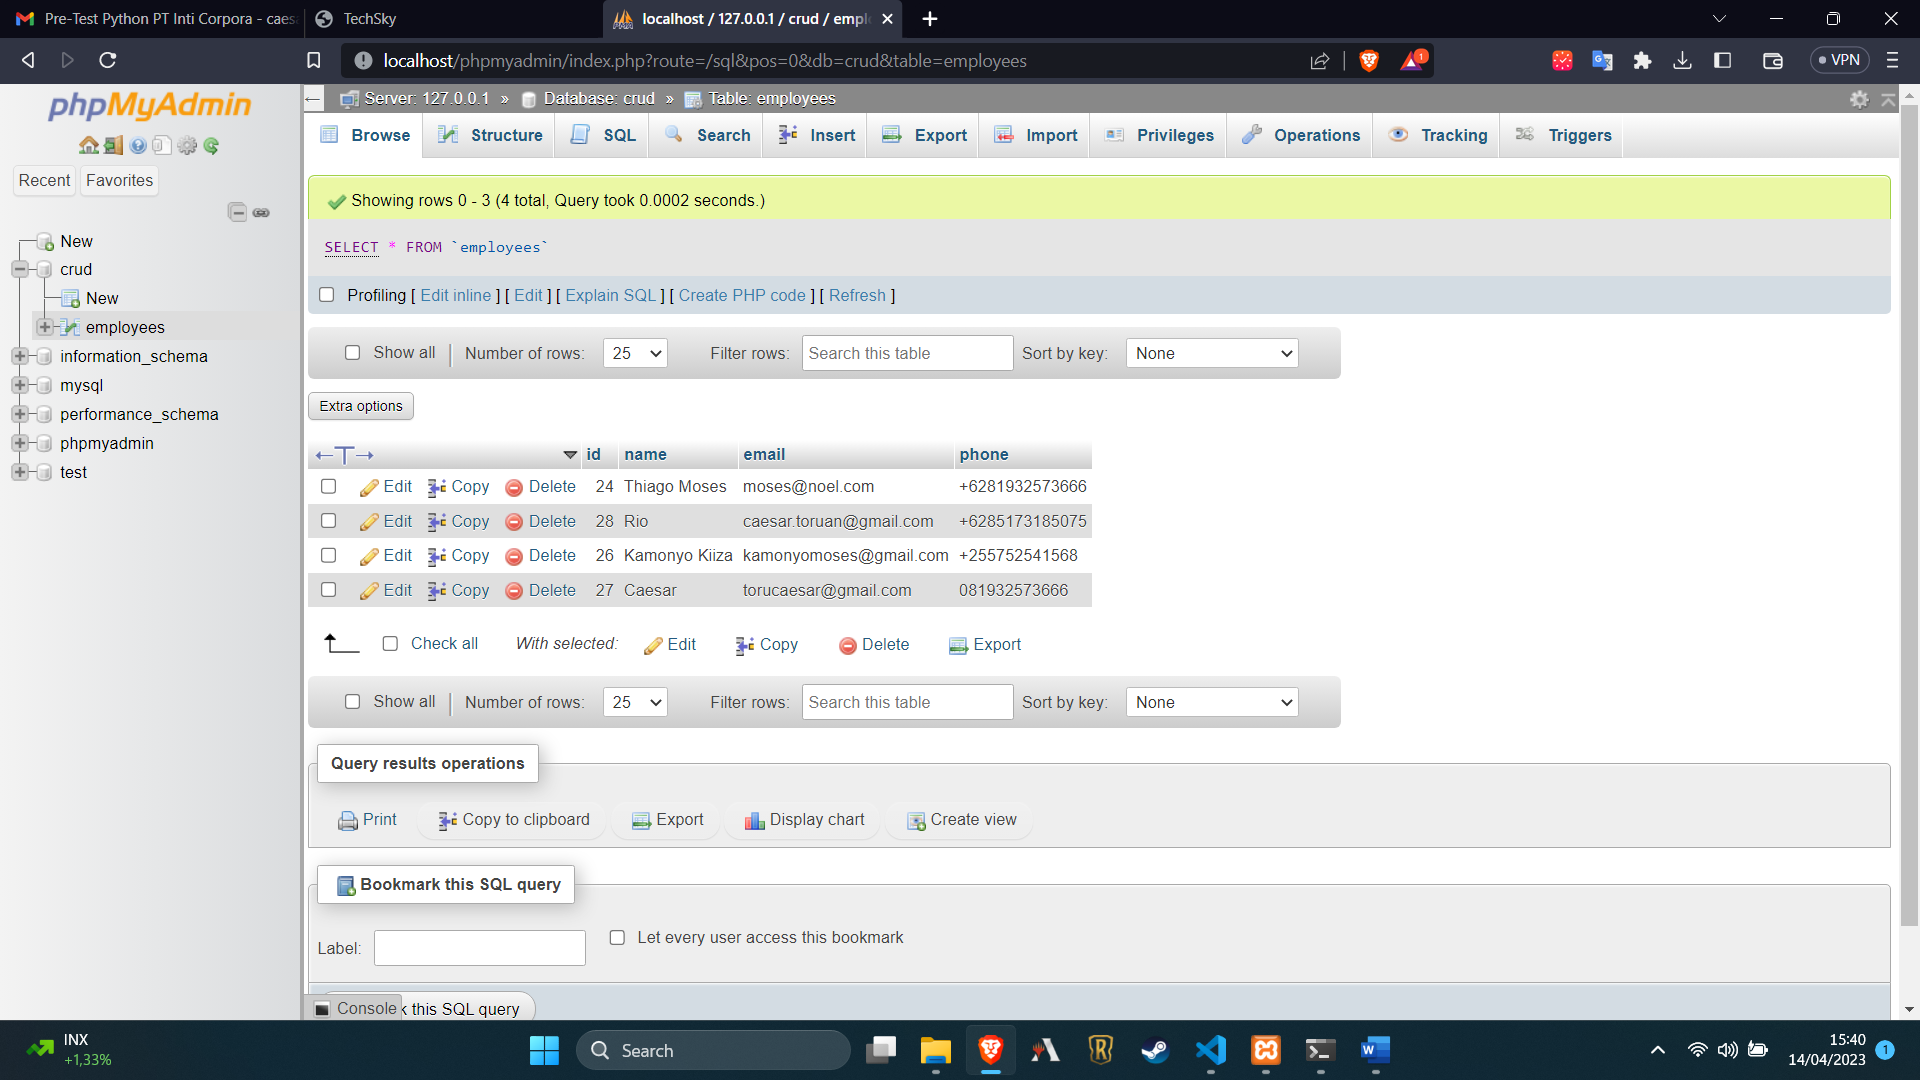 Pre-Test Python PT Inti Corpora - caes
TechSky
localhost / 127.0.0.1 / crud / empl
localhost/phpmyadmin/index.php?route=/sql&pos=0&db=crud&table=employees
1
VPN
phpMyAdmin
Recent Favorites
New
crud
New
employees
information_schema
mysql
performance_schema
phpmyadmin
test
Server: 127.0.0.1 » Database: crud » Table: employees
Browse Structure SQL Search Insert Export Import Privileges Operations Tracking Triggers
Showing rows 0 - 3 (4 total, Query took 0.0002 seconds.)
SELECT * FROM `employees`
Profiling [ Edit inline ] [ Edit ] [ Explain SQL ] [ Create PHP code ] [ Refresh ]
Show all Number of rows: 25 Filter rows: Search this table Sort by key: None
Extra options
←T→ id name email phone
Edit Copy Delete 24 Thiago Moses moses@noel.com +6281932573666
Edit Copy Delete 28 Rio caesar.toruan@gmail.com +6285173185075
Edit Copy Delete 26 Kamonyo Kiiza kamonyomoses@gmail.com +255752541568
Edit Copy Delete 27 Caesar torucaesar@gmail.com 081932573666
Check all With selected: Edit Copy Delete Export
Show all Number of rows: 25 Filter rows: Search this table Sort by key: None
Query results operations
Print Copy to clipboard Export Display chart Create view
Bookmark this SQL query
Label: Let every user access this bookmark
Console k this SQL query
INX
+1,33%
Search
15:40
14/04/2023
1